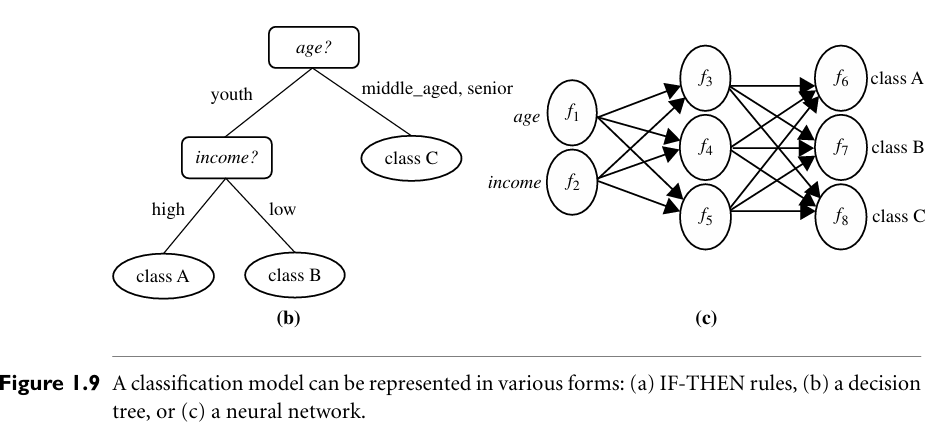 age?
youth
middle_aged, senior
income?
class C
high
low
class A
class B
(b)
age
income
f1
f2
f3
f4
f5
f6
f7
f8
class A
class B
class C
(c)
Figure 1.9 A classification model can be represented in various forms: (a) IF-THEN rules, (b) a decision
tree, or (c) a neural network.